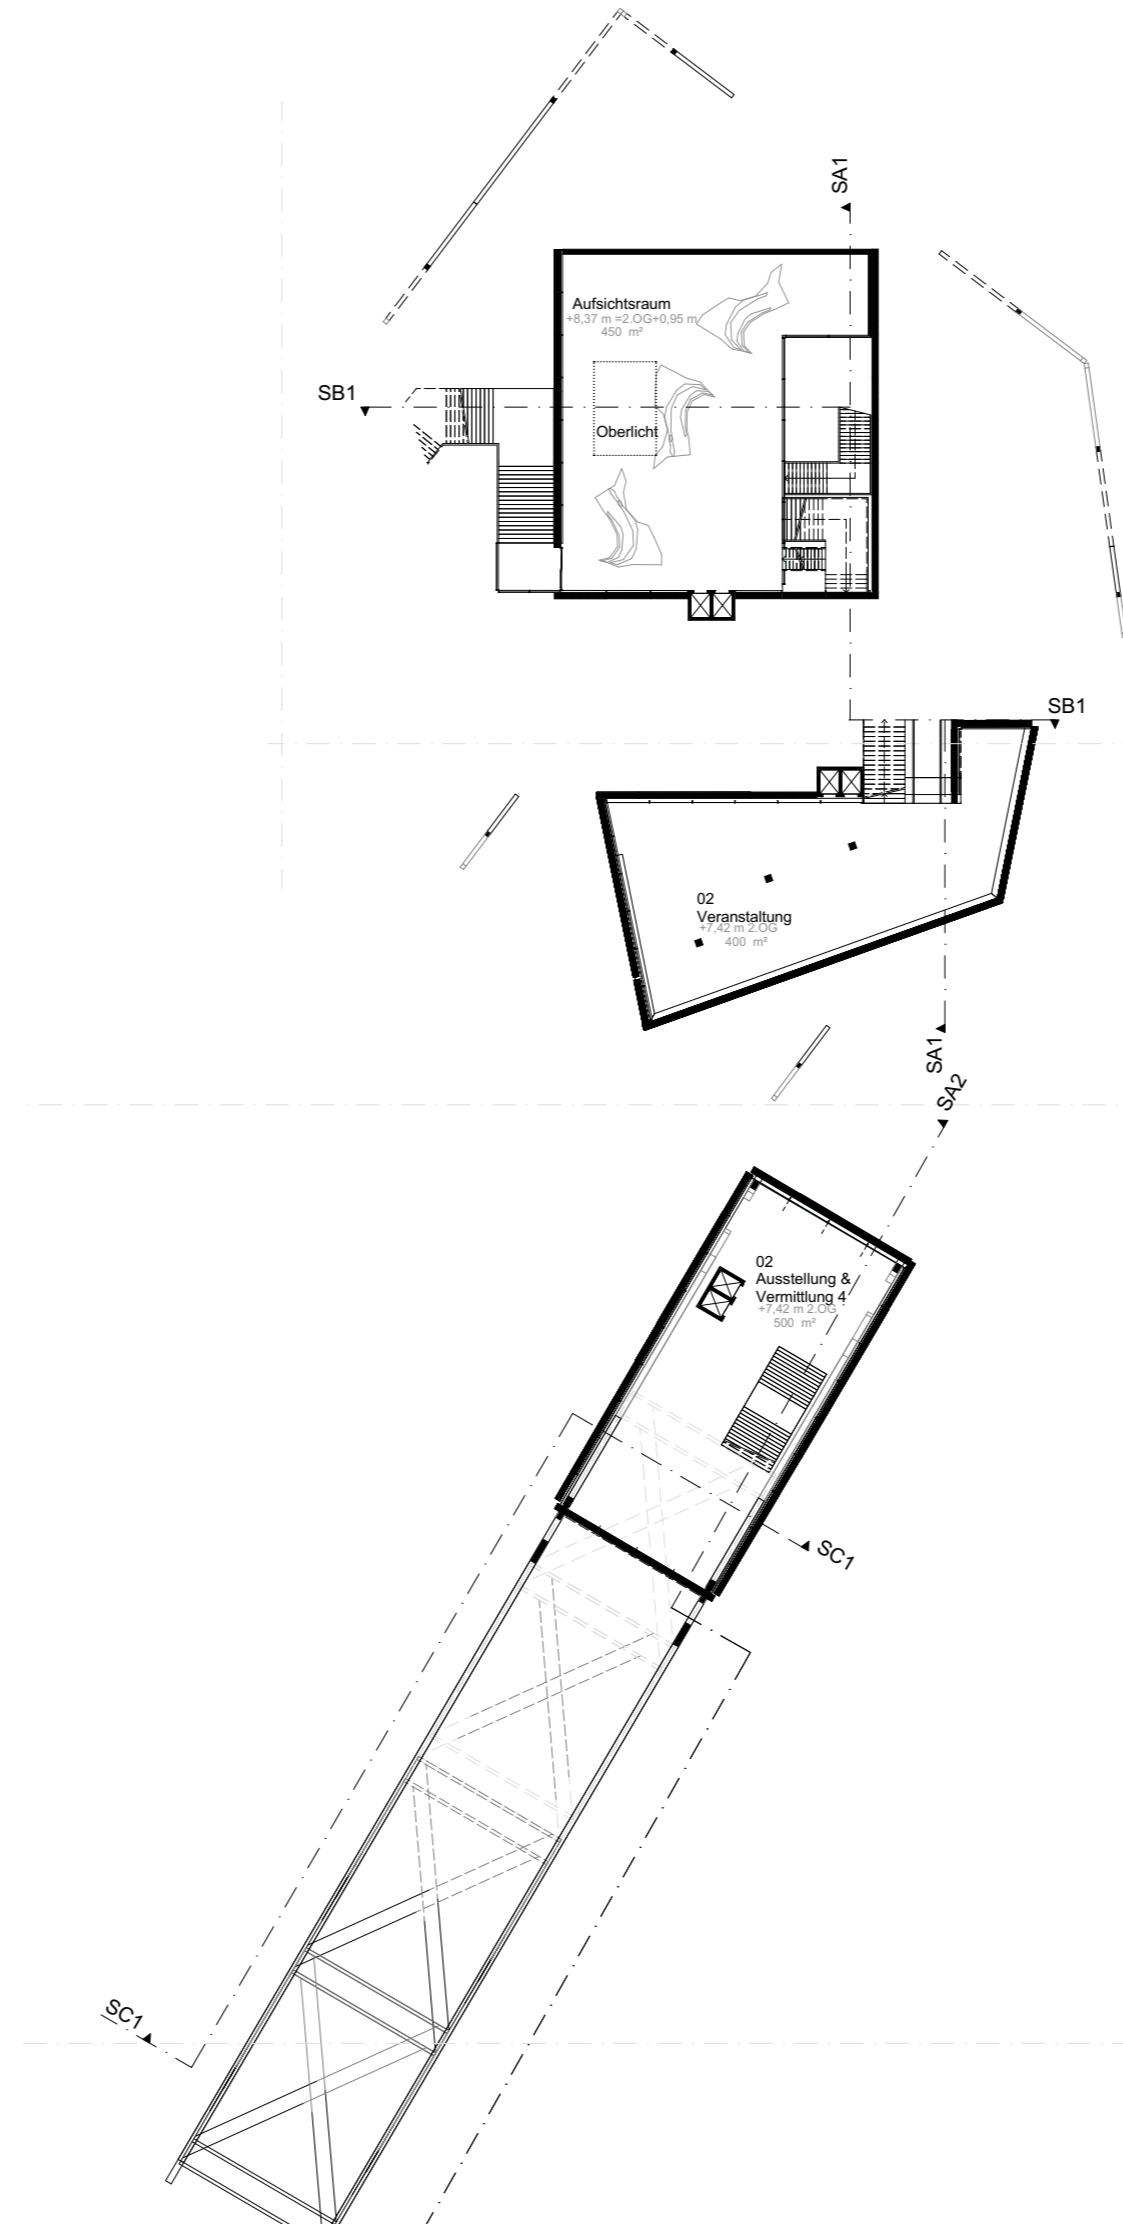 SA1
Aufsichtsraum
+8,37 m =2.OG+0,95 m
450 m²
SB1
Oberlicht
SB1
02
Veranstaltung
+7,42 m 2.OG
400 m²
SA1
SA2
02
Ausstellung &
Vermittlung 4
+7,42 m 2.OG
500 m²
SC1
SC1